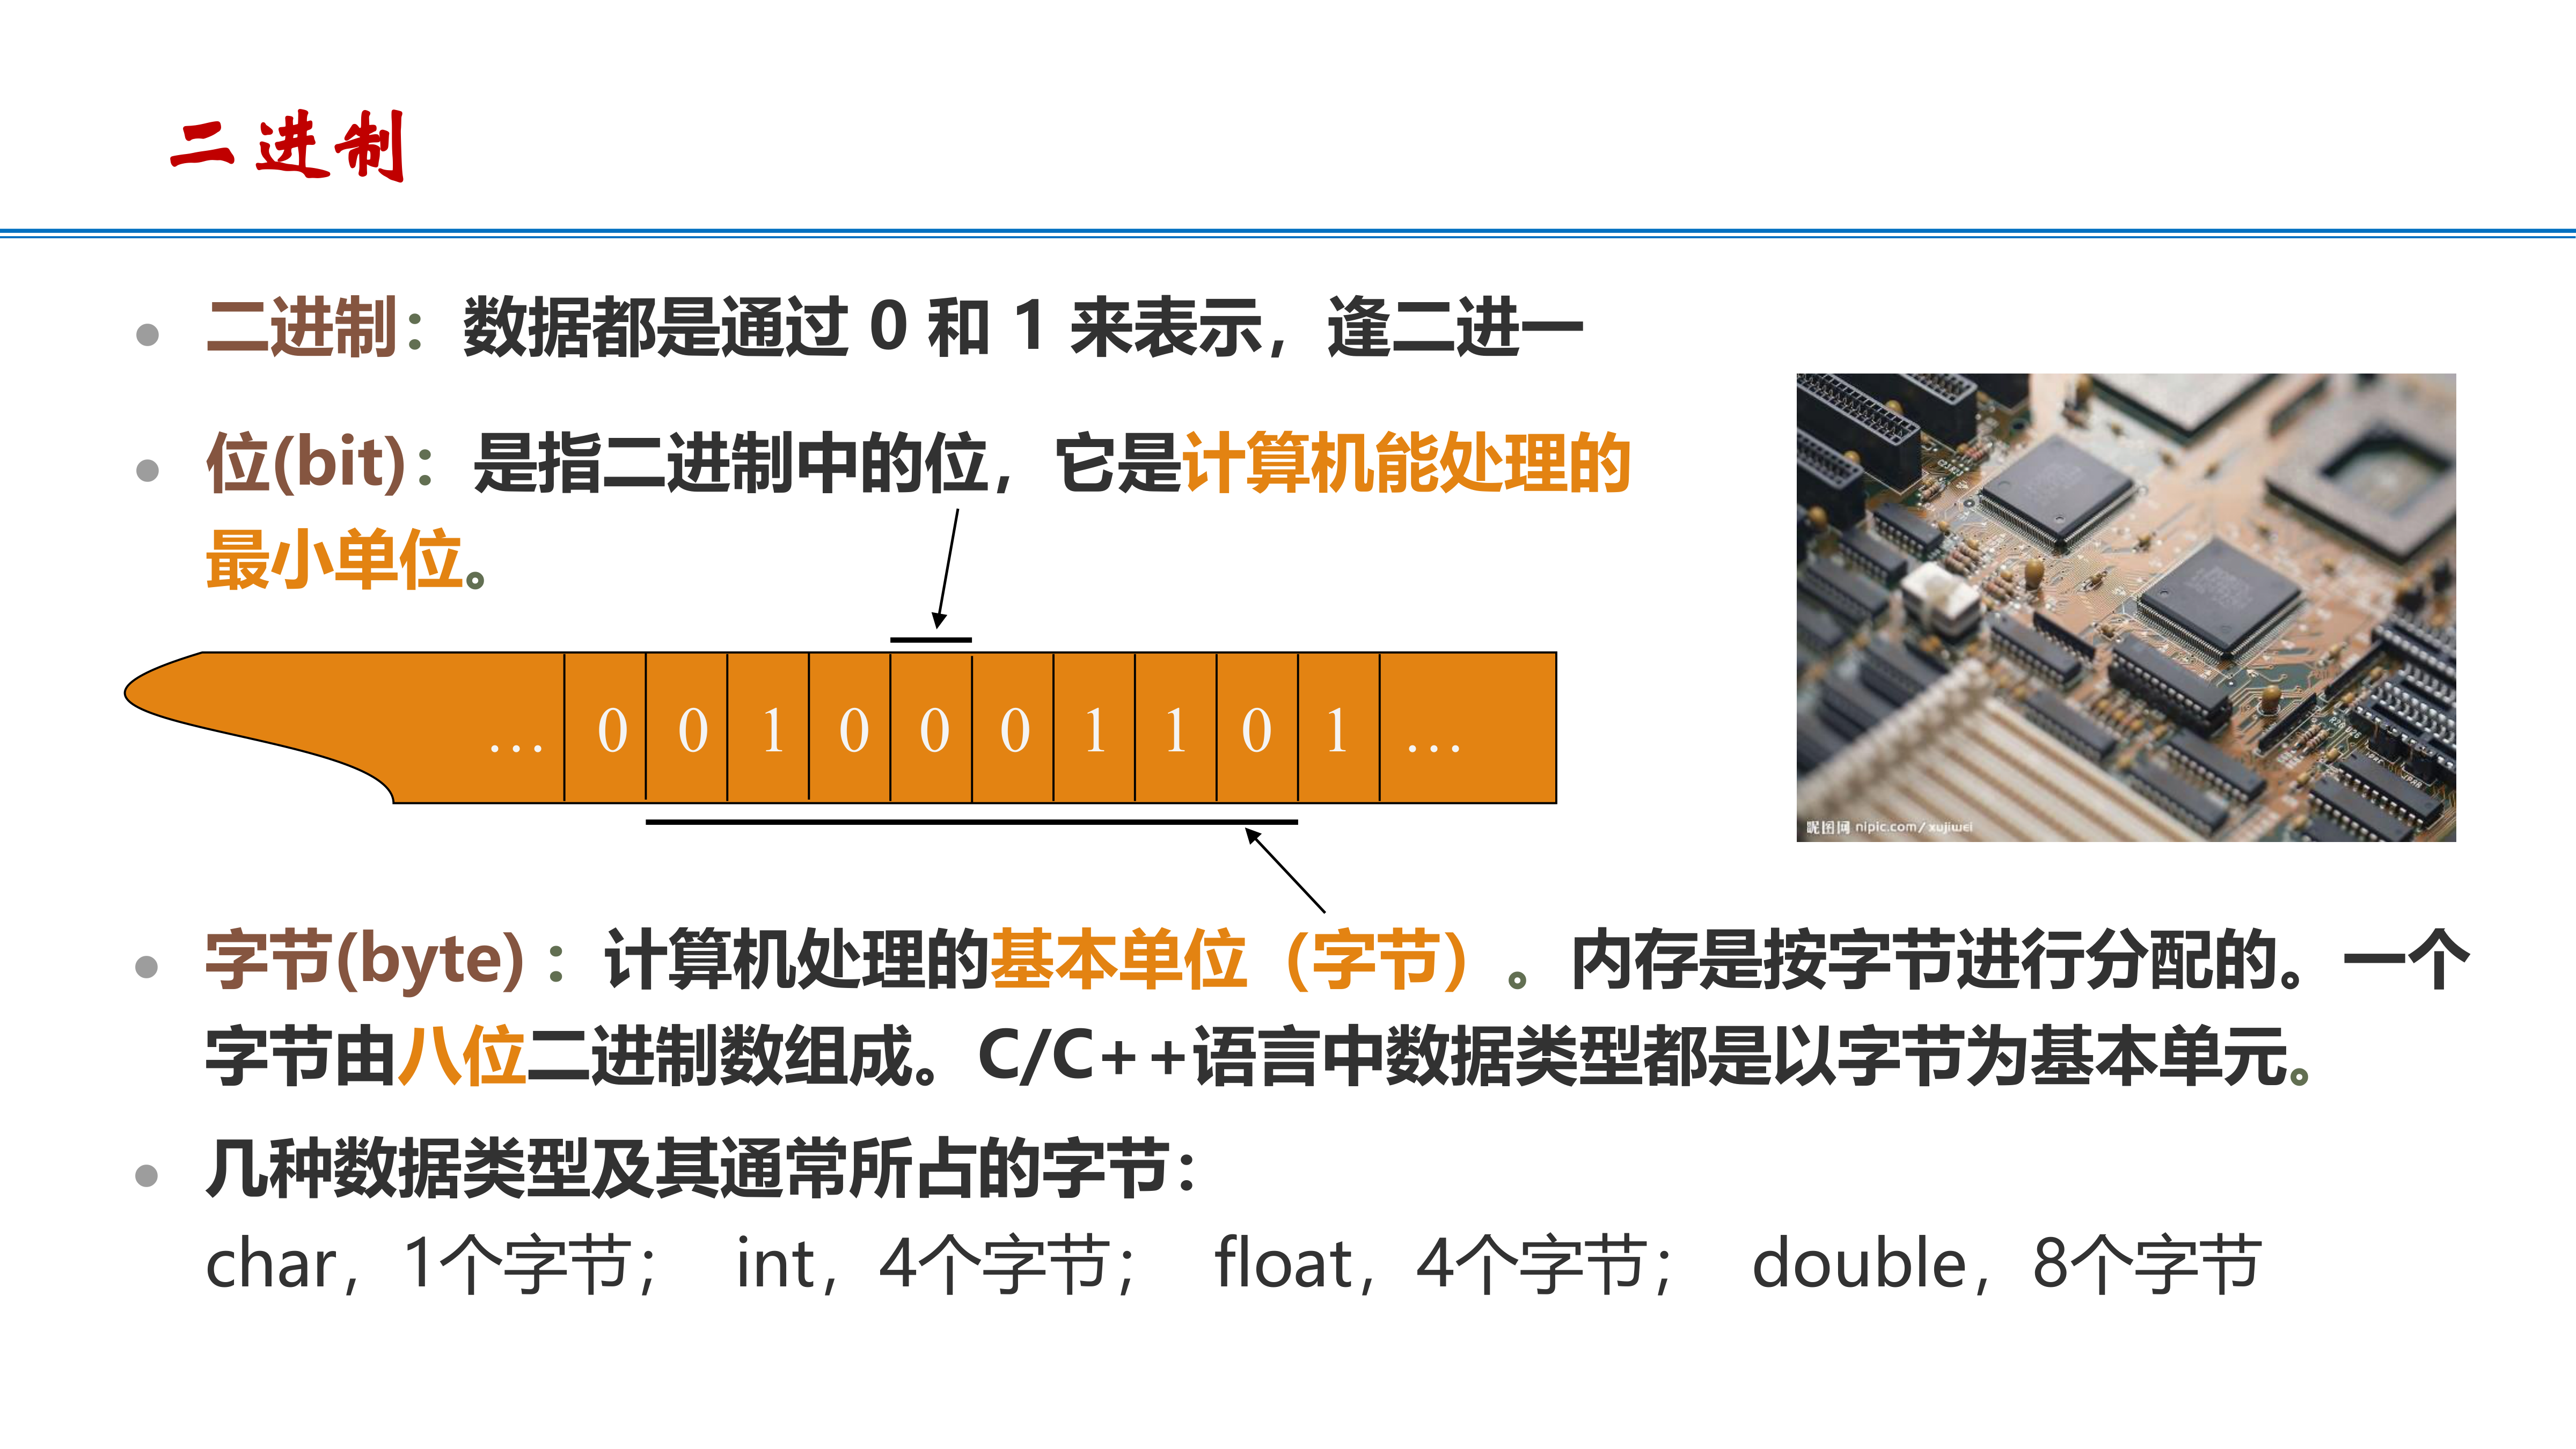 二进制
二进制：数据都是通过 0 和 1 来表示，逢二进一
位(bit)：是指二进制中的位，它是计算机能处理的
最小单位。
… 0 0 1 0 0 0 1 1 0 1 …
昵图网 nipic.com/xujiwei
字节(byte)：计算机处理的基本单位（字节）。内存是按字节进行分配的。一个
字节由八位二进制数组成。C/C++语言中数据类型都是以字节为基本单元。
几种数据类型及其通常所占的字节：
char，1个字节； int，4个字节； float，4个字节； double，8个字节